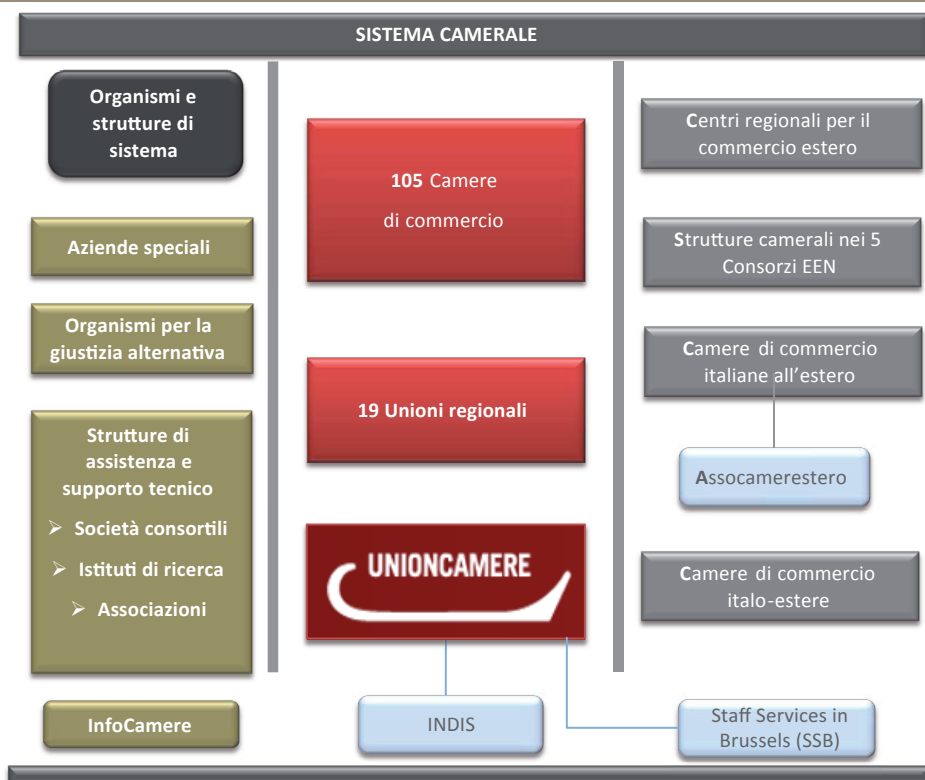 SISTEMA CAMERALE
Organismi e
strutture di
sistema
Aziende speciali
Organismi per la
giustizia alternativa
Strutture di
assistenza e
supporto tecnico
➢ Società consortili
➢ Istituti di ricerca
➢ Associazioni
InfoCamere
105 Camere
di commercio
19 Unioni regionali
UNIONCAMERE
INDIS
Centri regionali per il
commercio estero
Strutture camerali nei 5
Consorzi EEN
Camere di commercio
italiane all'estero
Assocamerestero
Camere di commercio
italo-estere
Staff Services in
Brussels (SSB)